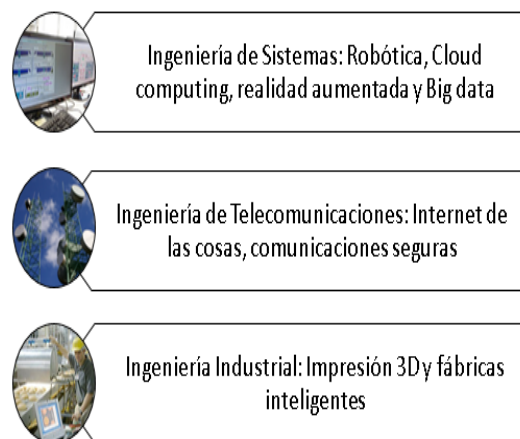 Ingeniería de Sistemas: Robótica, Cloud
computing, realidad aumentada y Big data
Ingeniería de Telecomunicaciones: Internet de
las cosas, comunicaciones seguras
Ingeniería Industrial: Impresión 3D y fábricas
inteligentes